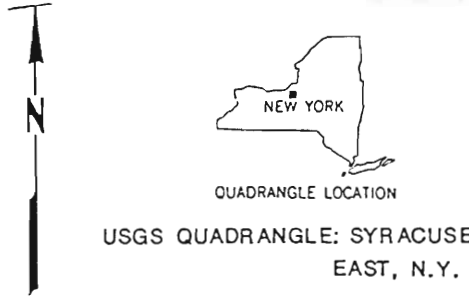 N
NEW YORK
QUADRANGLE LOCATION
USGS QUADRANGLE: SYRACUSE
EAST, N.Y.